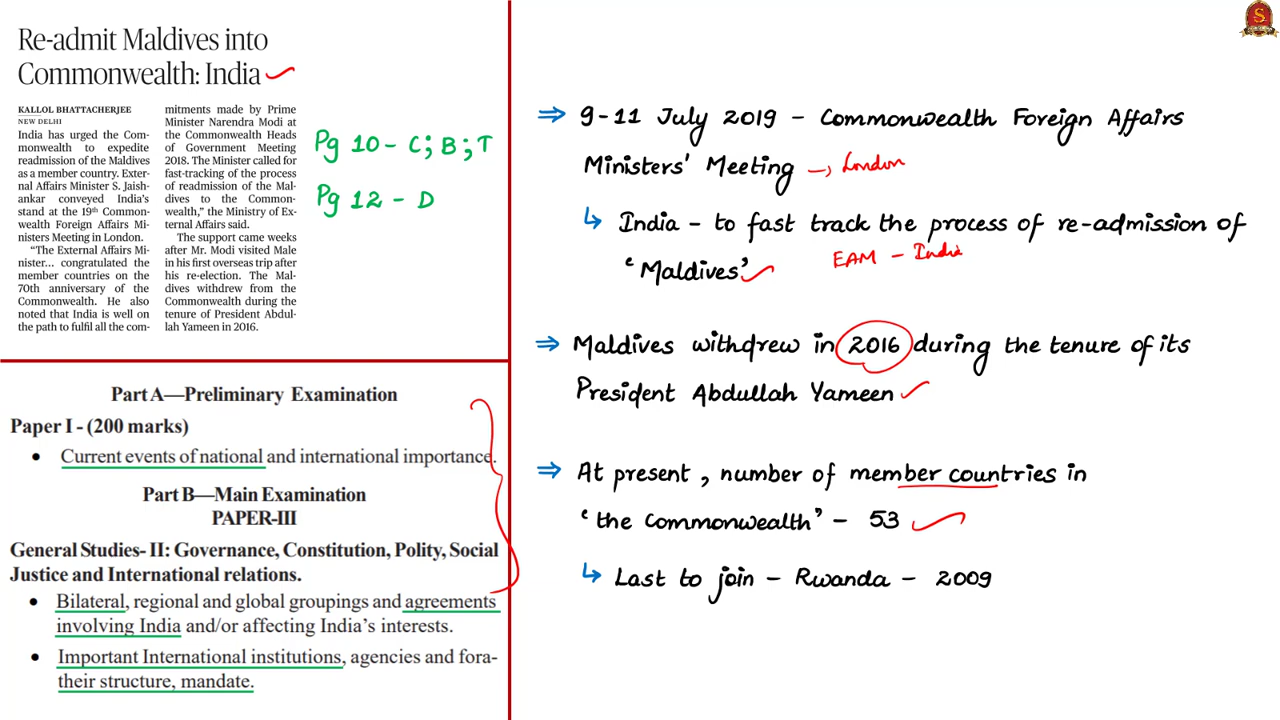 Re-admit Maldives into
Commonwealth: India
KALLOL BHATTACHERJEE
NEW DELHI
India has urged the Com-
monwealth to expedite
readmission of the Maldives
as a member country. Exter-
nal Affairs Minister S. Jaish-
ankar conveyed India's
stand at the 19th Common-
wealth Foreign Affairs Mi-
nisters Meeting in London.
"The External Affairs Mi-
nister... congratulated the
member countries on the
70th anniversary of the
Commonwealth. He also
noted that India is well on
the path to fulfil all the com-
mitments made by Prime
Minister Narendra Modi at
the Commonwealth Heads
of Government Meeting
2018. The Minister called for
fast-tracking of the process
of readmission of the Mal-
dives to the Common-
wealth," the Ministry of Ex-
ternal Affairs said.
The support came weeks
after Mr. Modi visited Male
in his first overseas trip after
his re-election. The Mal-
dives withdrew from the
Commonwealth during the
tenure of President Abdul-
lah Yameen in 2016.
Pg 10 - C; B; T
Pg 12 - D
Part A—Preliminary Examination
Paper I - (200 marks)
• Current events of national and international importance.
Part B—Main Examination
PAPER-III
General Studies- II: Governance, Constitution, Polity, Social
Justice and International relations.
• Bilateral, regional and global groupings and agreements
involving India and/or affecting India's interests.
• Important International institutions, agencies and fora-
their structure, mandate.
⇒ 9-11 July 2019 - Commonwealth Foreign Affairs
Ministers' Meeting → London
↳ India - to fast track the process of re-admission of
'Maldives' EAM - India
⇒ Maldives withdrew in 2016 during the tenure of its
President Abdullah Yameen
⇒ At present, number of member countries in
'the Commonwealth' - 53
↳ Last to join - Rwanda - 2009